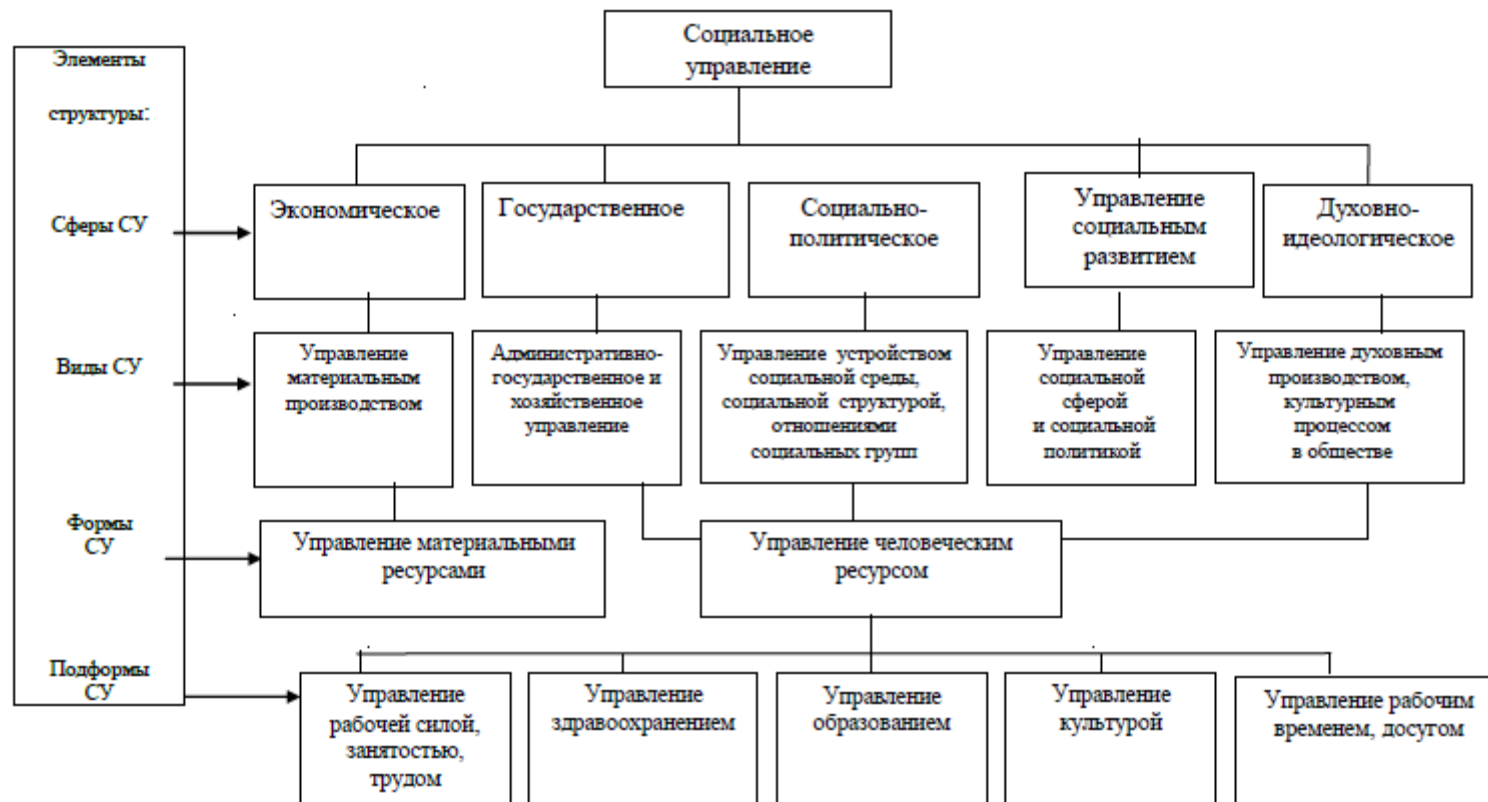 Социальное
управление
Элементы
структуры:
Сферы СУ
Экономическое
Государственное
Социально-
политическое
Управление
социальным
развитием
Духовно-
идеологическое
Виды СУ
Управление
материальным
производством
Административно-
государственное и
хозяйственное
управление
Управление устройством
социальной среды,
социальной структурой,
отношениями
социальных групп
Управление
социальной
сферой
и социальной
политикой
Управление духовным
производством,
культурным
процессом
в обществе
Формы
СУ
Управление материальными
ресурсами
Управление человеческим
ресурсом
Подформы
СУ
Управление
рабочей силой,
занятостью,
трудом
Управление
здравоохранением
Управление
образованием
Управление
культурой
Управление рабочим
временем, досугом